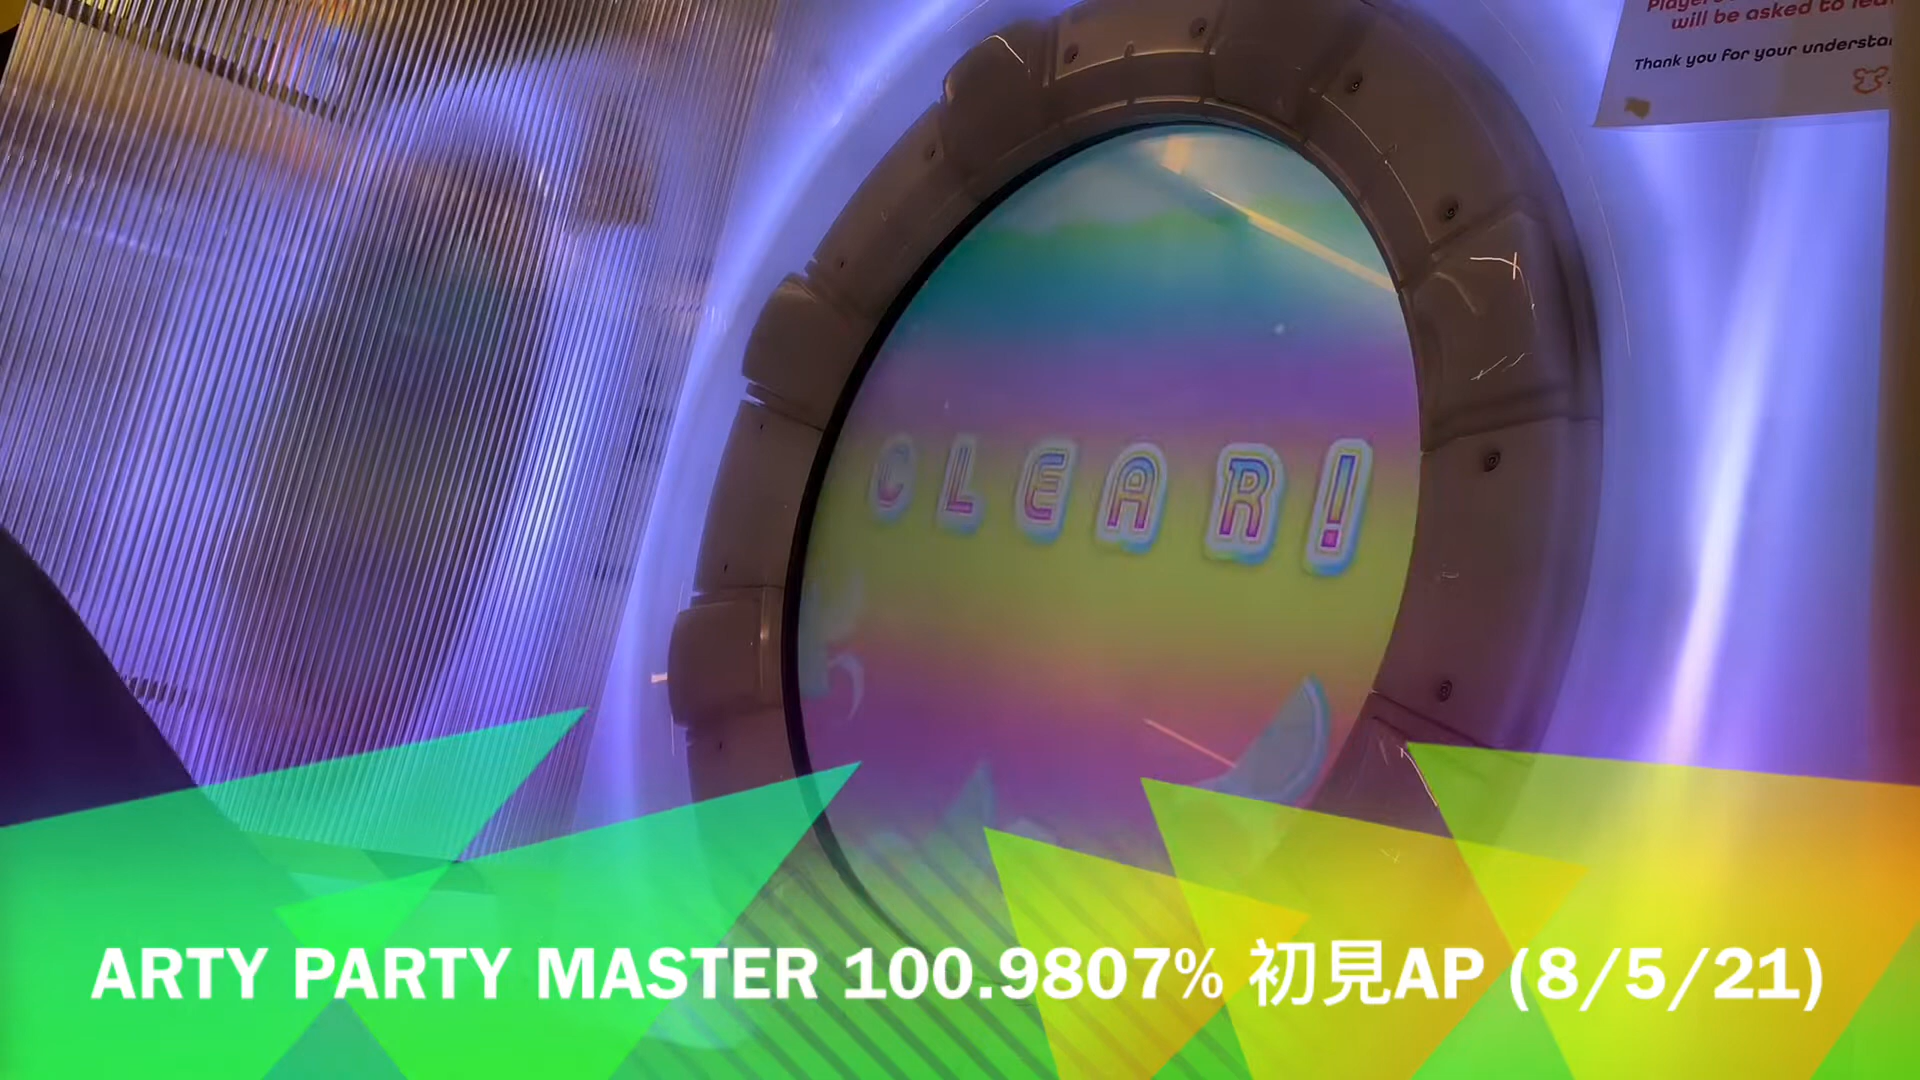 will be asked to
Thank you for your
CLEAR!
ARTY PARTY MASTER 100.9807% 初見AP (8/5/21)